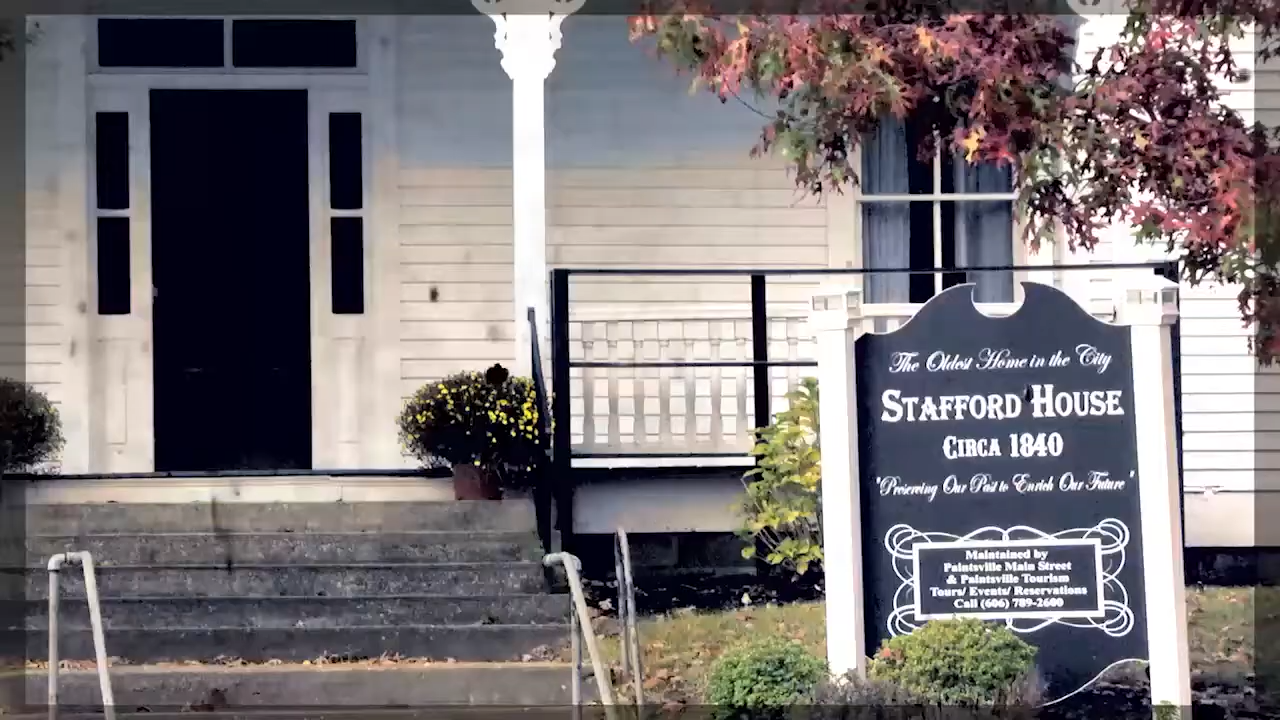 The Oldest Home in the City
STAFFORD HOUSE
CIRCA 1840
"Preserving Our Past to Enrich Our Future"
Maintained by
Paintsville Main Street
& Paintsville Tourism
Tours/ Events/ Reservations
Call (606) 789-2600